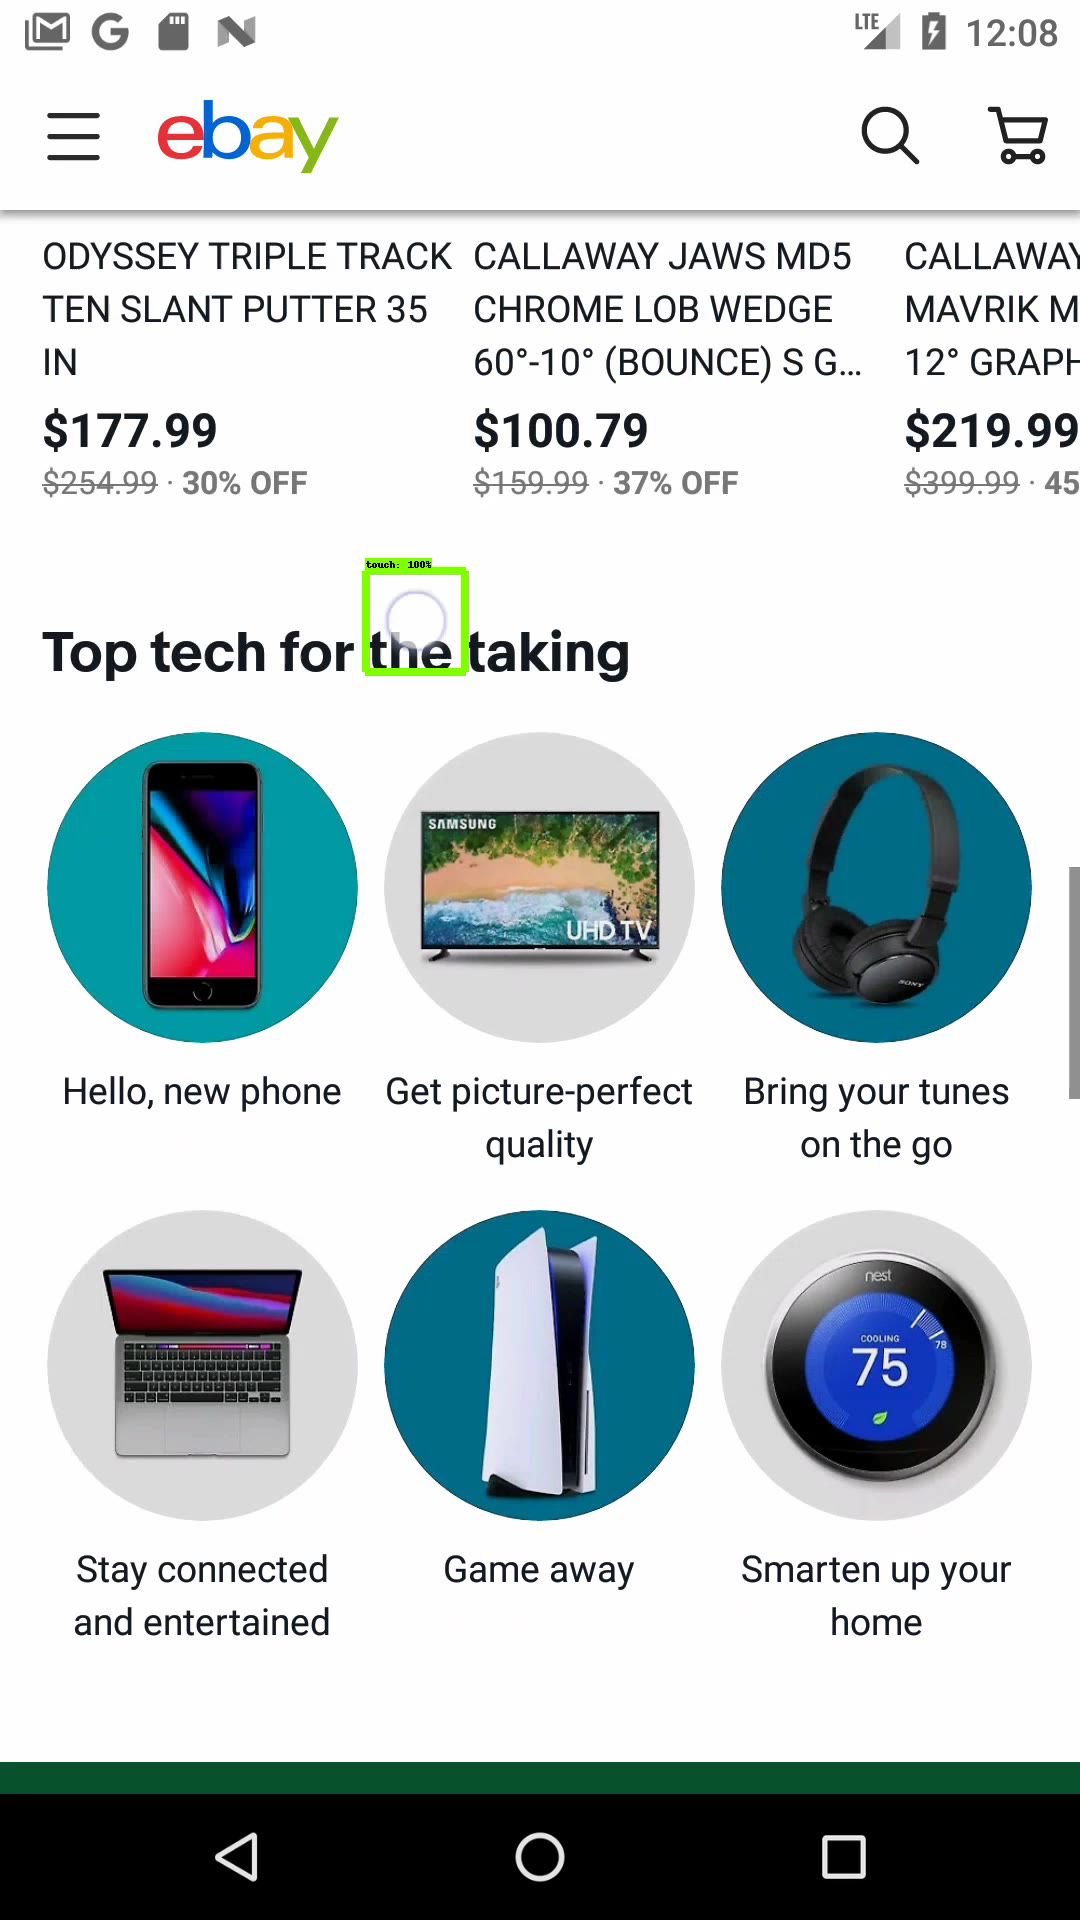 LTE 12:08
ebay
ODYSSEY TRIPLE TRACK
TEN SLANT PUTTER 35
IN
$177.99
$254.99 · 30% OFF
CALLAWAY JAWS MD5
CHROME LOB WEDGE
60°-10° (BOUNCE) S G...
$100.79
$159.99 · 37% OFF
CALLAWAY
MAVRIK M
12° GRAPH
$219.99
$399.99 · 45
touch: 100%
Top tech for the taking
SAMSUNG
UHD TV
SONY
Hello, new phone
Get picture-perfect
quality
Bring your tunes
on the go
nest
COOLING
75
78
Stay connected
and entertained
Game away
Smarten up your
home